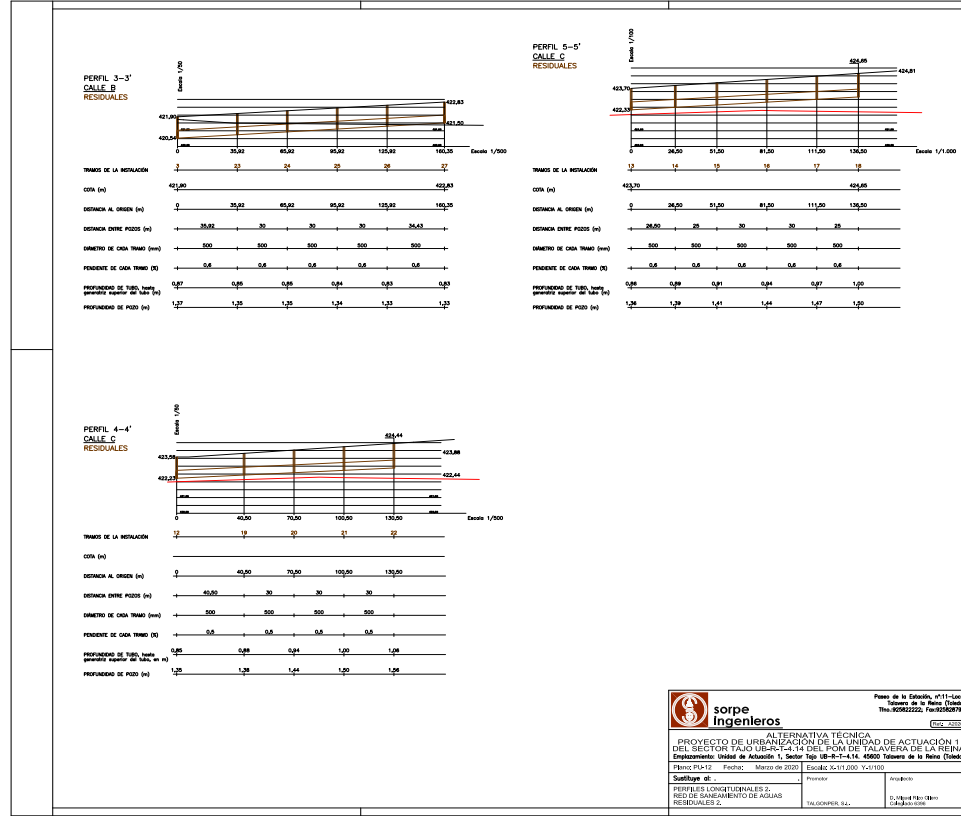 PERFIL 3-3'
CALLE B
RESIDUALES
Escala 1/50
421,90
420,54
422,83
421,50
0 35,92 65,92 95,92 125,92 160,35 Escala 1/500
TRAMOS DE LA INSTALACIÓN 3 23 24 25 26 27
COTA (m) 421,90 422,83
DISTANCIA AL ORIGEN (m) 0 35,92 65,92 95,92 125,92 160,35
DISTANCIA ENTRE POZOS (m) 35,92 30 30 30 34,43
DIÁMETRO DE CADA TRAMO (mm) 500 500 500 500 500
PENDIENTE DE CADA TRAMO (%) 0,6 0,6 0,6 0,6 0,6
PROFUNDIDAD DE TUBO, hasta
generatriz superior del tubo (m) 0,87 0,85 0,85 0,84 0,83 0,83
PROFUNDIDAD DE POZO (m) 1,37 1,35 1,35 1,34 1,33 1,33
PERFIL 5-5'
CALLE C
RESIDUALES
Escala 1/100
424,65
424,81
423,70
422,33
0 26,50 51,50 81,50 111,50 136,50 Escala 1/1.000
TRAMOS DE LA INSTALACIÓN 13 14 15 16 17 18
COTA (m) 423,70 424,65
DISTANCIA AL ORIGEN (m) 0 26,50 51,50 81,50 111,50 136,50
DISTANCIA ENTRE POZOS (m) 26,50 25 30 30 25
DIÁMETRO DE CADA TRAMO (mm) 500 500 500 500 500
PENDIENTE DE CADA TRAMO (%) 0,6 0,6 0,6 0,6 0,6
PROFUNDIDAD DE TUBO, hasta
generatriz superior del tubo (m) 0,86 0,89 0,91 0,94 0,97 1,00
PROFUNDIDAD DE POZO (m) 1,36 1,39 1,41 1,44 1,47 1,50
PERFIL 4-4'
CALLE C
RESIDUALES
Escala 1/50
424,44
423,58
423,88
422,23
422,44
0 40,50 70,50 100,50 130,50 Escala 1/500
TRAMOS DE LA INSTALACIÓN 12 19 20 21 22
COTA (m)
DISTANCIA AL ORIGEN (m) 0 40,50 70,50 100,50 130,50
DISTANCIA ENTRE POZOS (m) 40,50 30 30 30
DIÁMETRO DE CADA TRAMO (mm) 500 500 500 500
PENDIENTE DE CADA TRAMO (%) 0,5 0,5 0,5 0,5
PROFUNDIDAD DE TUBO, hasta
generatriz superior del tubo, en m) 0,85 0,88 0,94 1,00 1,06
PROFUNDIDAD DE POZO (m) 1,35 1,38 1,44 1,50 1,56
sorpe
Ingenieros
Paseo de la Estación, nº:11-Loc
Talavera de la Reina (Toled
Tfno.:925822222; Fax:92582879
Ref.: A202
ALTERNATIVA TÉCNICA
PROYECTO DE URBANIZACIÓN DE LA UNIDAD DE ACTUACIÓN 1
DEL SECTOR TAJO UB-R-T-4.14 DEL POM DE TALAVERA DE LA REINA
Emplazamiento: Unidad de Actuación 1, Sector Tajo UB-R-T-4.14. 45600 Talavera de la Reina (Toled
Plano: PU-12 Fecha: Marzo de 2020 Escala: X-1/1.000 Y-1/100
Sustituye al: . .
Promotor
Arquitecto
PERFILES LONGITUDINALES 2.
RED DE SANEAMIENTO DE AGUAS
RESIDUALES 2.
TALGONPER, S.L.
D. Miguel
Colegiado